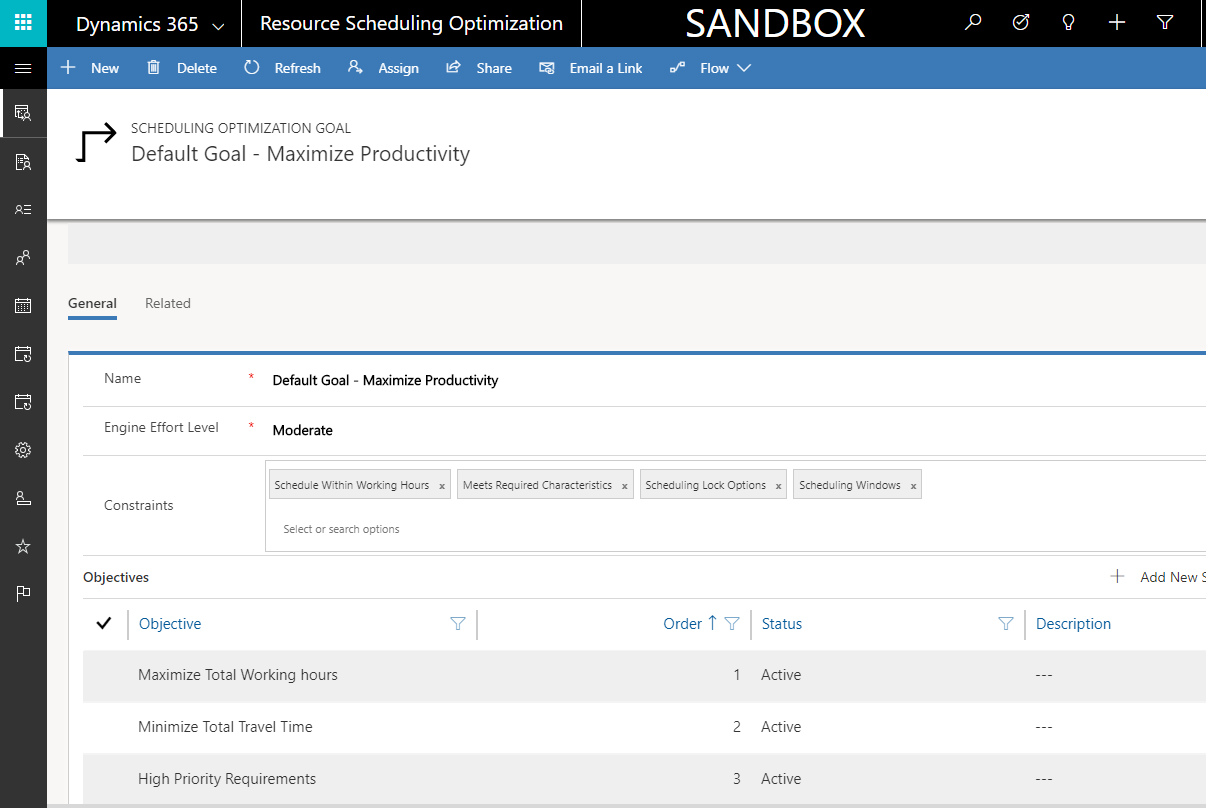 Dynamics 365 Resource Scheduling Optimization SANDBOX
New Delete Refresh Assign Share Email a Link Flow
SCHEDULING OPTIMIZATION GOAL
Default Goal - Maximize Productivity
General Related
Name * Default Goal - Maximize Productivity
Engine Effort Level * Moderate
Constraints
Schedule Within Working Hours x Meets Required Characteristics x Scheduling Lock Options x Scheduling Windows x
Select or search options
Objectives Add New S
Objective Order Status Description
Maximize Total Working hours 1 Active ---
Minimize Total Travel Time 2 Active ---
High Priority Requirements 3 Active ---